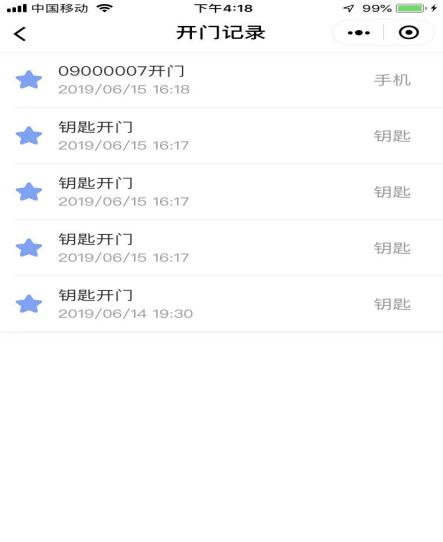 中国移动 下午4:18 99%
开门记录
09000007开门
2019/06/15 16:18
手机
钥匙开门
2019/06/15 16:17
钥匙
钥匙开门
2019/06/15 16:17
钥匙
钥匙开门
2019/06/15 16:17
钥匙
钥匙开门
2019/06/14 19:30
钥匙